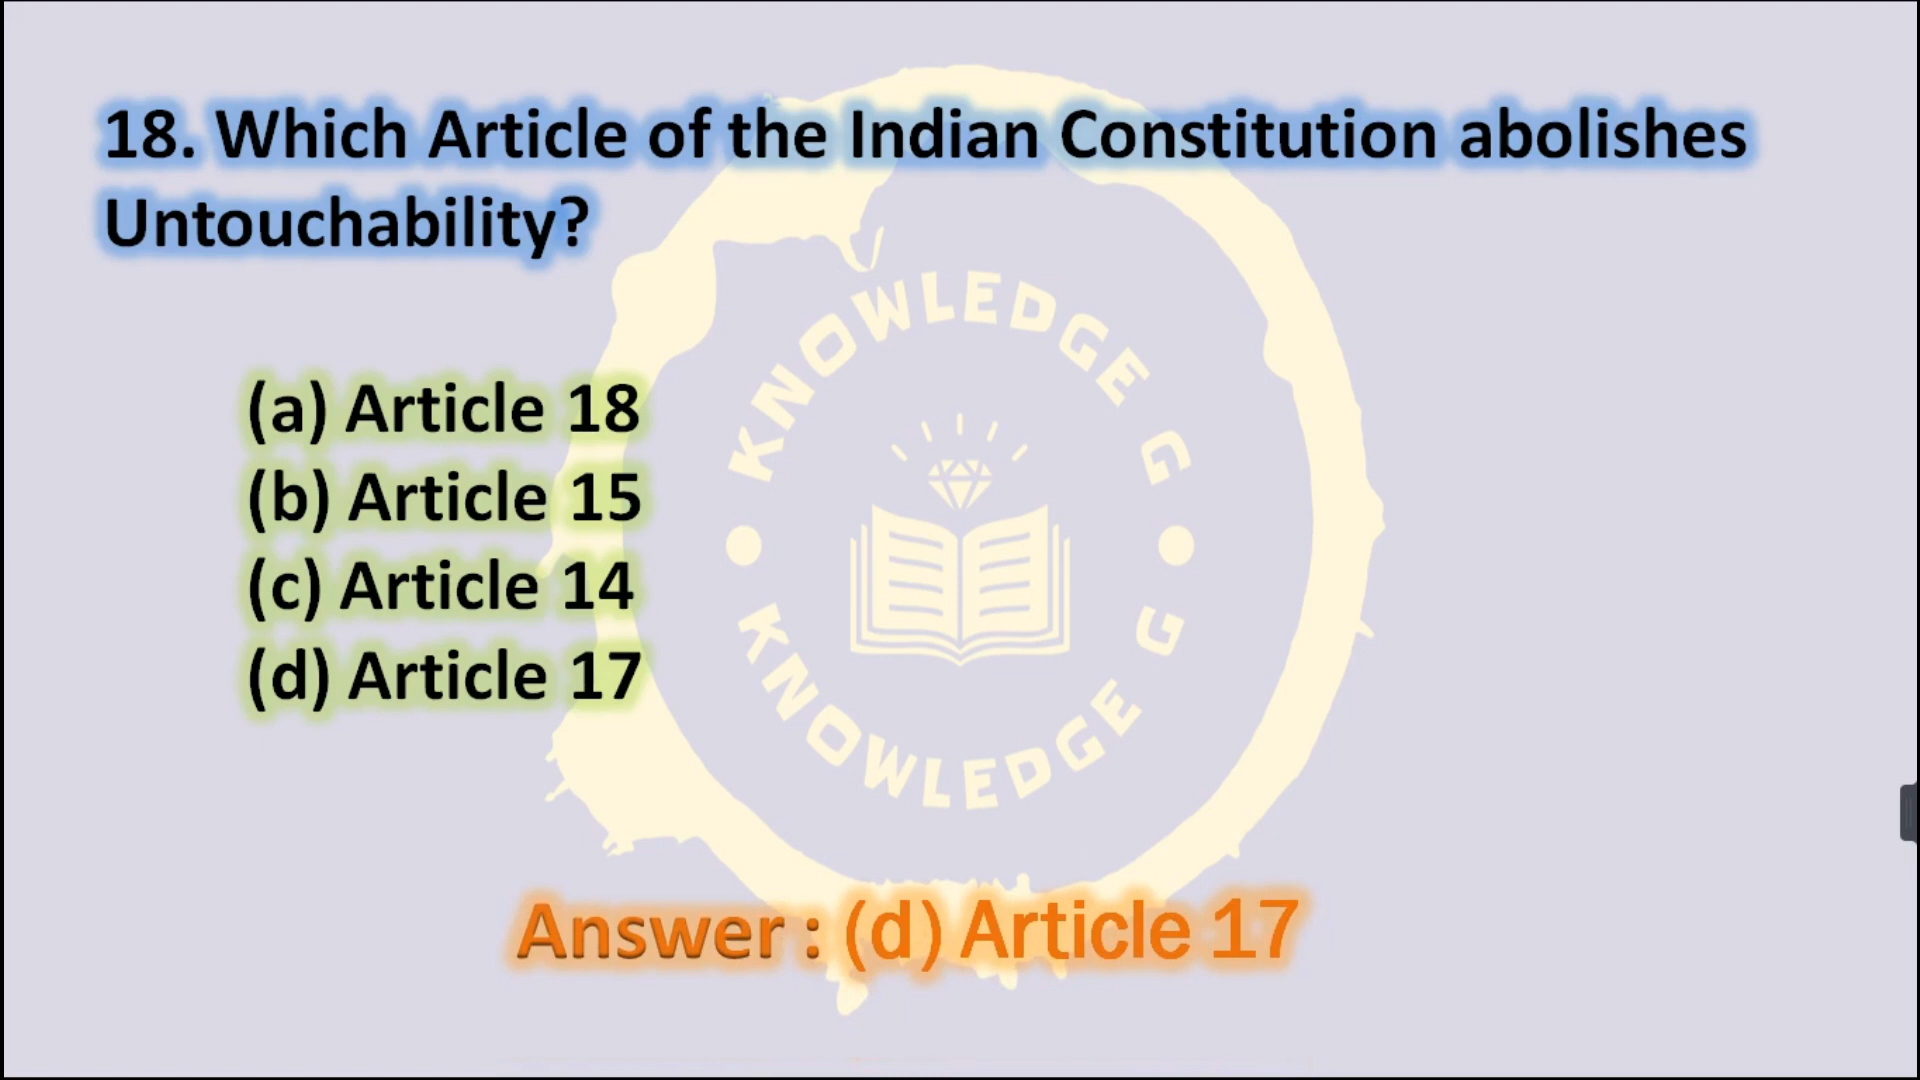 18. Which Article of the Indian Constitution abolishes
Untouchability?
KNOWLEDGE G
KNOWLEDGE G
(a) Article 18
(b) Article 15
(c) Article 14
(d) Article 17
Answer : (d) Article 17